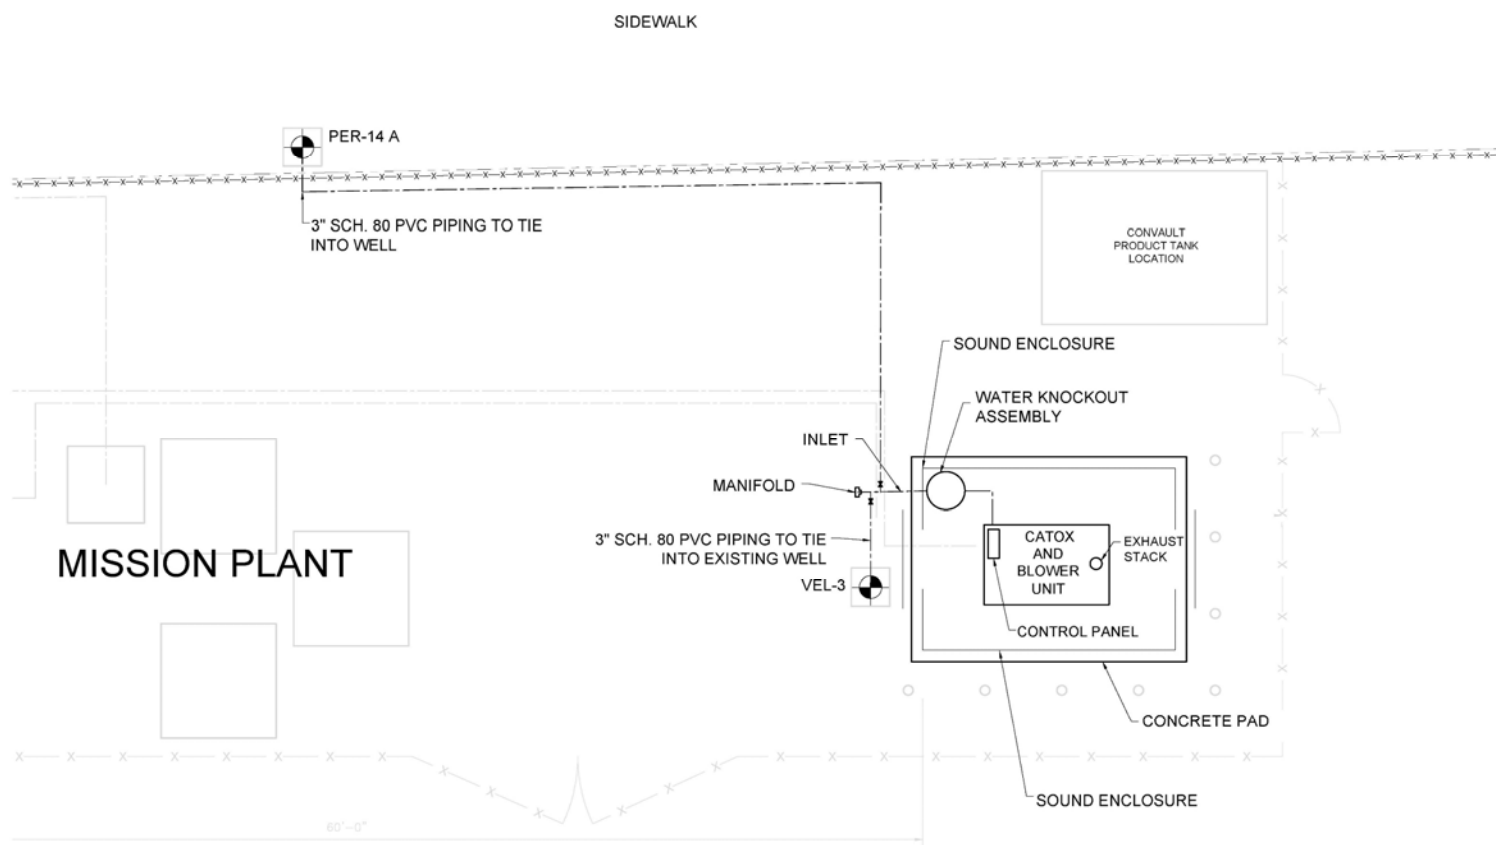 SIDEWALK
PER-14 A
3" SCH. 80 PVC PIPING TO TIE
INTO WELL
CONVAULT
PRODUCT TANK
LOCATION
SOUND ENCLOSURE
WATER KNOCKOUT
ASSEMBLY
INLET
MANIFOLD
3" SCH. 80 PVC PIPING TO TIE
INTO EXISTING WELL
VEL-3
CATOX
AND
BLOWER
UNIT
EXHAUST
STACK
MISSION PLANT
CONTROL PANEL
CONCRETE PAD
SOUND ENCLOSURE
60'-0"